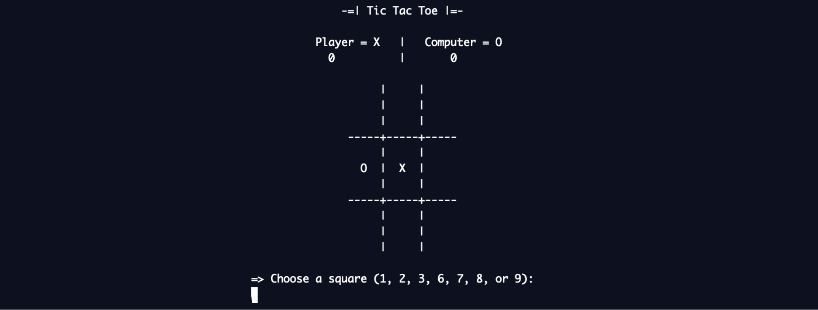 -=| Tic Tac Toe |=-
Player = X | Computer = O
0 | 0
| |
| |
| |
-----+-----+-----
| |
O | X |
| |
-----+-----+-----
| |
| |
| |
=> Choose a square (1, 2, 3, 6, 7, 8, or 9):